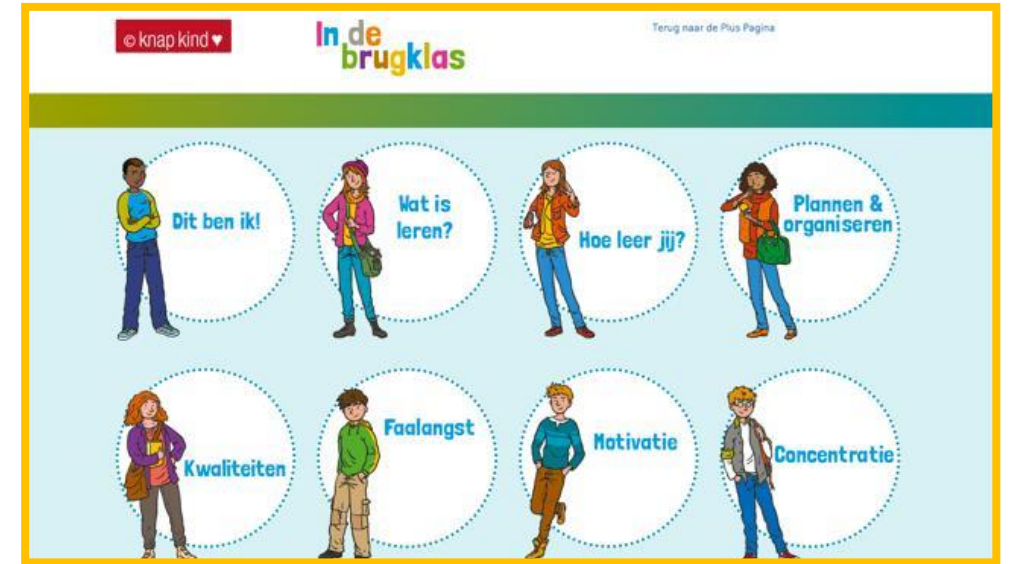 © knap kind ♥
In de
brugklas
Terug naar de Plus Pagina
Dit ben ik!
Wat is
leren?
Hoe leer jij?
Plannen &
organiseren
Kwaliteiten
Faalangst
Motivatie
Concentratie